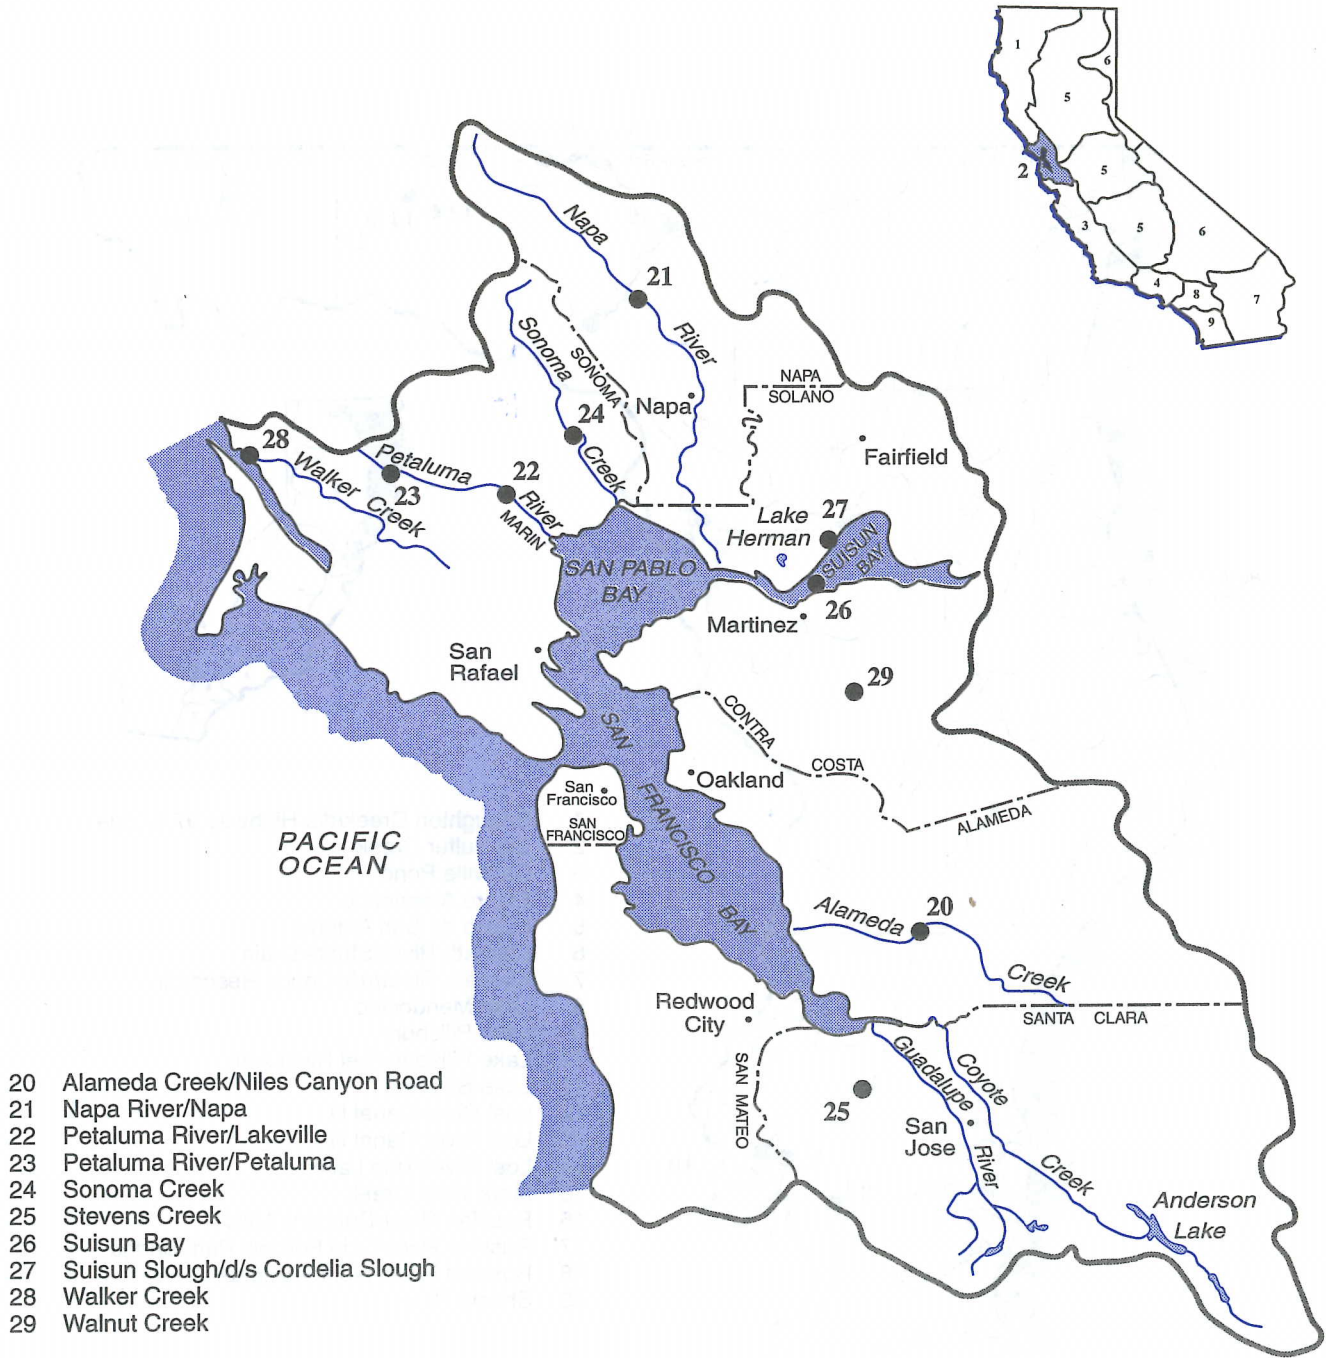 1
6
5
2
5
3
5
6
4
8
7
9
Napa
21
River
Sonoma
SONOMA
NAPA
SOLANO
Napa
24
Creek
Fairfield
28
Walker
Creek
Petaluma
23
22
River
MARIN
27
Lake
Herman
SUISUN
BAY
SAN PABLO
BAY
26
Martinez
San
Rafael
29
CONTRA
COSTA
SAN
FRANCISCO
BAY
Oakland
San
Francisco
SAN
FRANCISCO
ALAMEDA
PACIFIC
OCEAN
Alameda
20
Creek
Redwood
City
SANTA CLARA
SAN MATEO
Guadalupe
River
Coyote
Creek
25
San
Jose
Anderson
Lake
20 Alameda Creek/Niles Canyon Road
21 Napa River/Napa
22 Petaluma River/Lakeville
23 Petaluma River/Petaluma
24 Sonoma Creek
25 Stevens Creek
26 Suisun Bay
27 Suisun Slough/d/s Cordelia Slough
28 Walker Creek
29 Walnut Creek